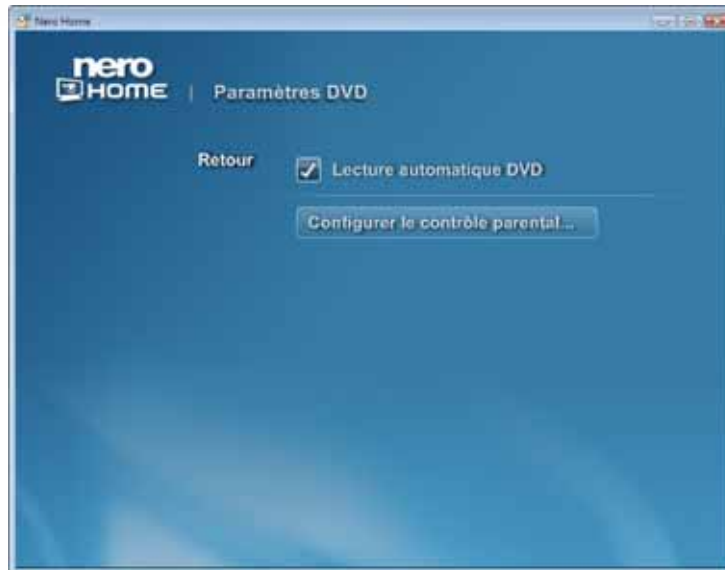 Nero Home
nero
HOME | Paramètres DVD
Retour
Lecture automatique DVD
Configurer le contrôle parental...